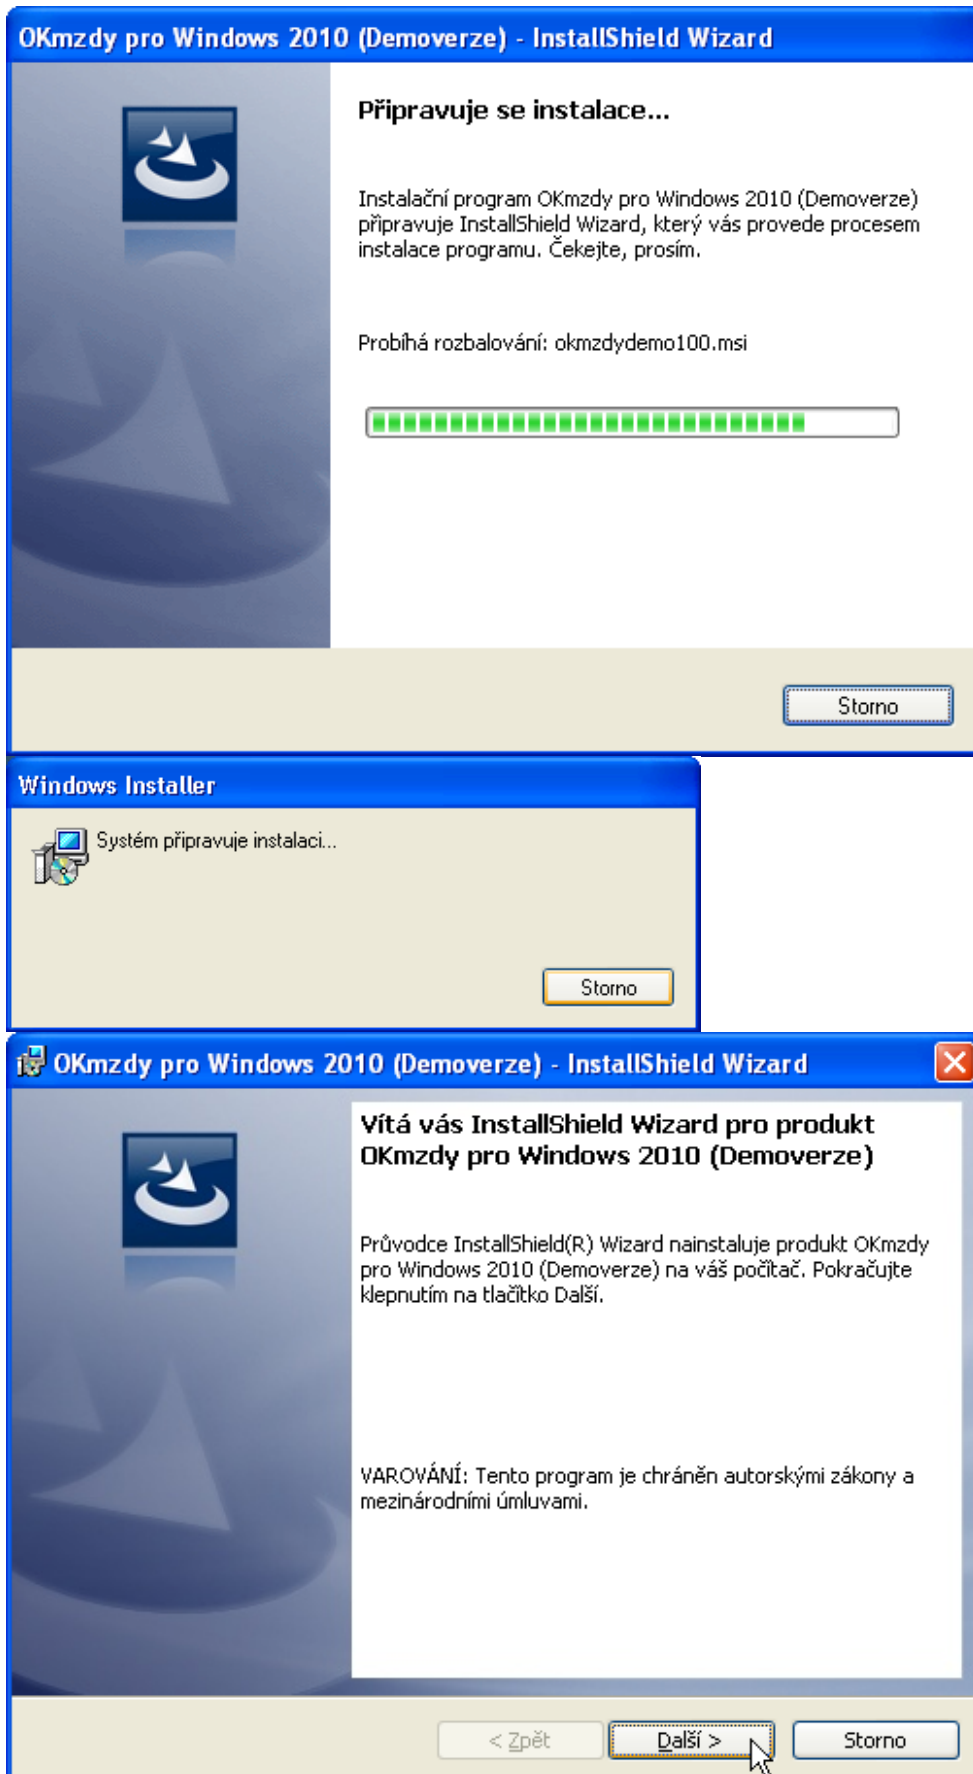 OKmzdy pro Windows 2010 (Demoverze) - InstallShield Wizard
Připravuje se instalace...
Instalační program OKmzdy pro Windows 2010 (Demoverze)
připravuje InstallShield Wizard, který vás provede procesem
instalace programu. Čekejte, prosím.
Probíhá rozbalování: okmzdydemo100.msi
Storno
Windows Installer
Systém připravuje instalaci...
Storno
OKmzdy pro Windows 2010 (Demoverze) - InstallShield Wizard
Vítá vás InstallShield Wizard pro produkt
OKmzdy pro Windows 2010 (Demoverze)
Průvodce InstallShield(R) Wizard nainstaluje produkt OKmzdy
pro Windows 2010 (Demoverze) na váš počítač. Pokračujte
klepnutím na tlačítko Další.
VAROVÁNÍ: Tento program je chráněn autorskými zákony a
mezinárodními úmluvami.
< Zpět Další > Storno